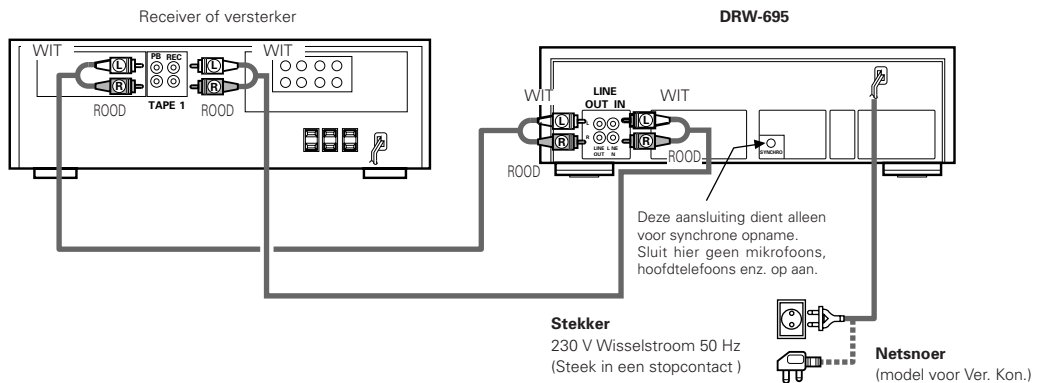 Receiver of versterker
DRW-695
WIT
PB REC
WIT
L
L
R
R
ROOD
TAPE 1
ROOD
WIT
LINE
OUT IN
WIT
L
L
L
R
R
R
LINE LINE
OUT IN
ROOD
ROOD
SYNCHRO
Deze aansluiting dient alleen
voor synchrone opname.
Sluit hier geen mikrofoons,
hoofdtelefoons enz. op aan.
Stekker
230 V Wisselstroom 50 Hz
(Steek in een stopcontact )
Netsnoer
(model voor Ver. Kon.)